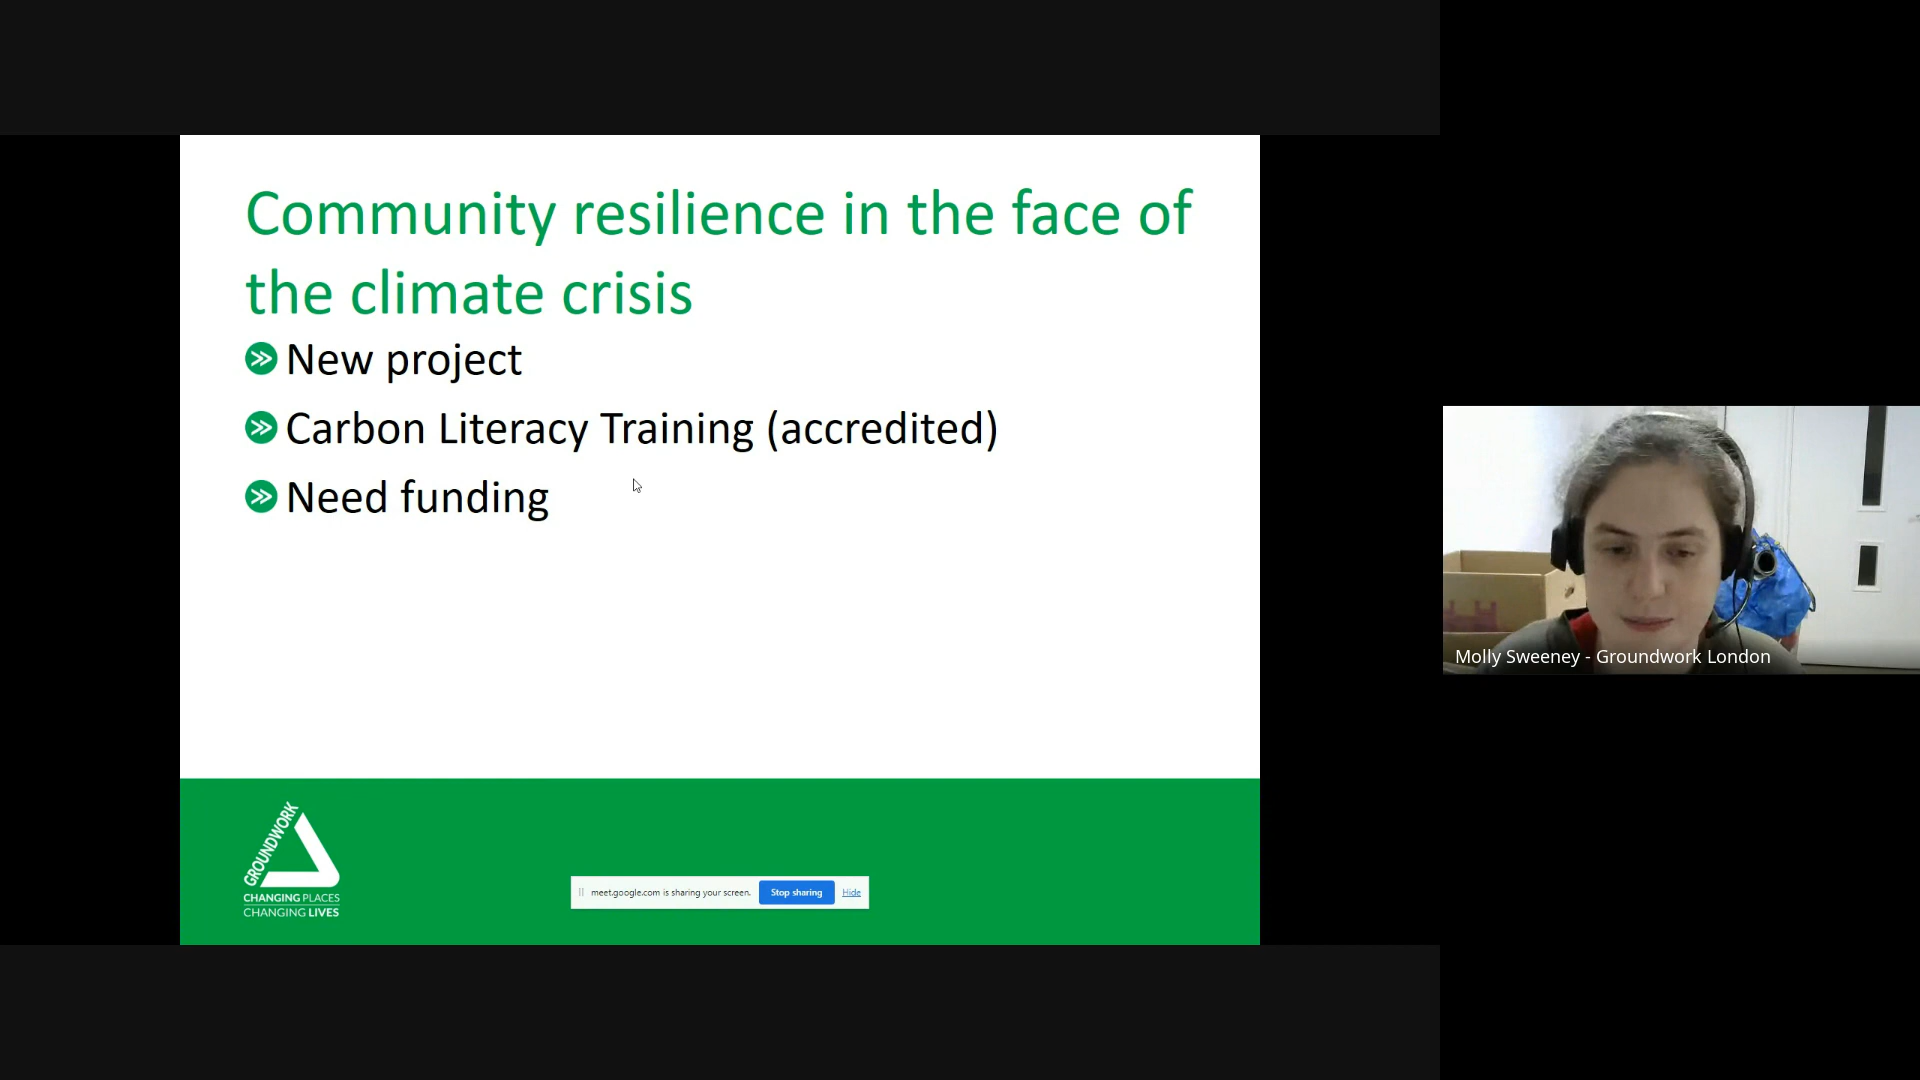 Community resilience in the face of
the climate crisis
New project
Carbon Literacy Training (accredited)
Need funding
GROUNDWORK
CHANGING PLACES
CHANGING LIVES
meet.google.com is sharing your screen. Stop sharing Hide
Molly Sweeney - Groundwork London